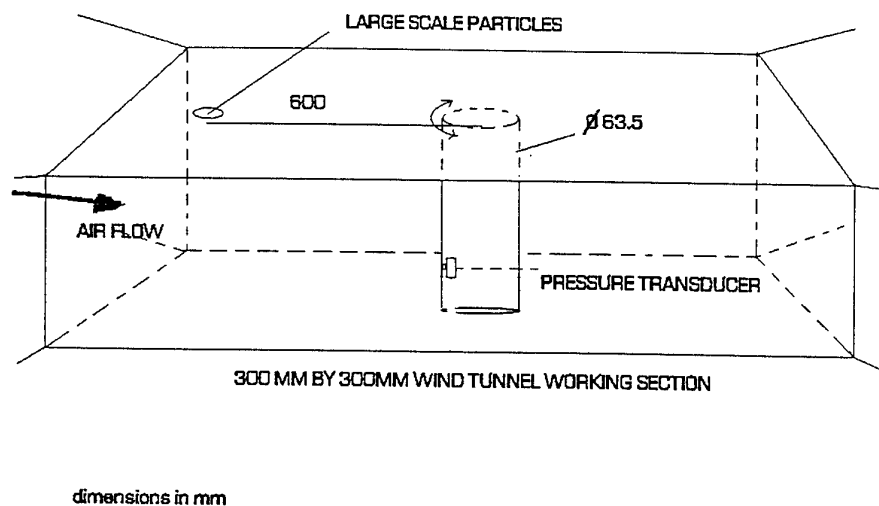 LARGE SCALE PARTICLES
600
Ø 63.5
AIR FLOW
PRESSURE TRANSDUCER
300 MM BY 300MM WIND TUNNEL WORKING SECTION
dimensions in mm